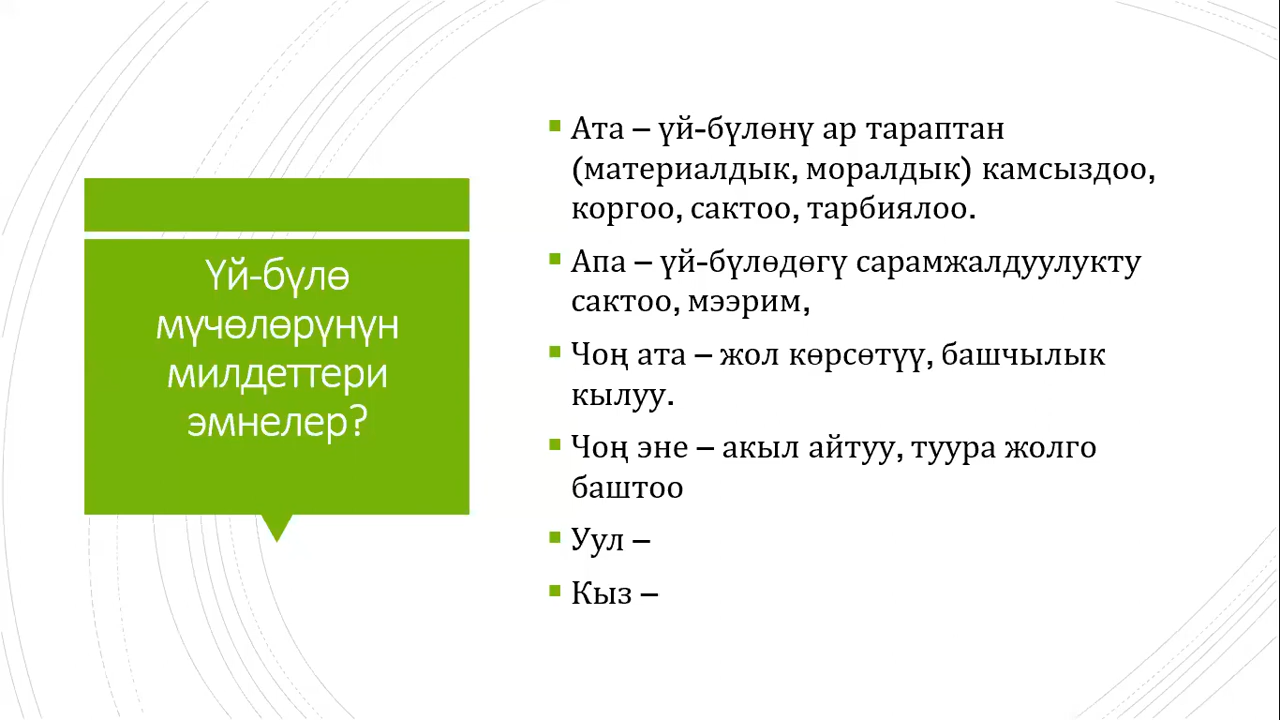 Үй-бүлө
мүчөлөрүнүн
милдеттери
эмнелер?
Ата – үй-бүлөнү ар тараптан
(материалдык, моралдык) камсыздоо,
коргоо, сактоо, тарбиялоо.
Апа – үй-бүлөдөгү сарамжалдуулукту
сактоо, мээрим,
Чоң ата – жол көрсөтүү, башчылык
кылуу.
Чоң эне – акыл айтуу, туура жолго
баштоо
Уул –
Кыз –